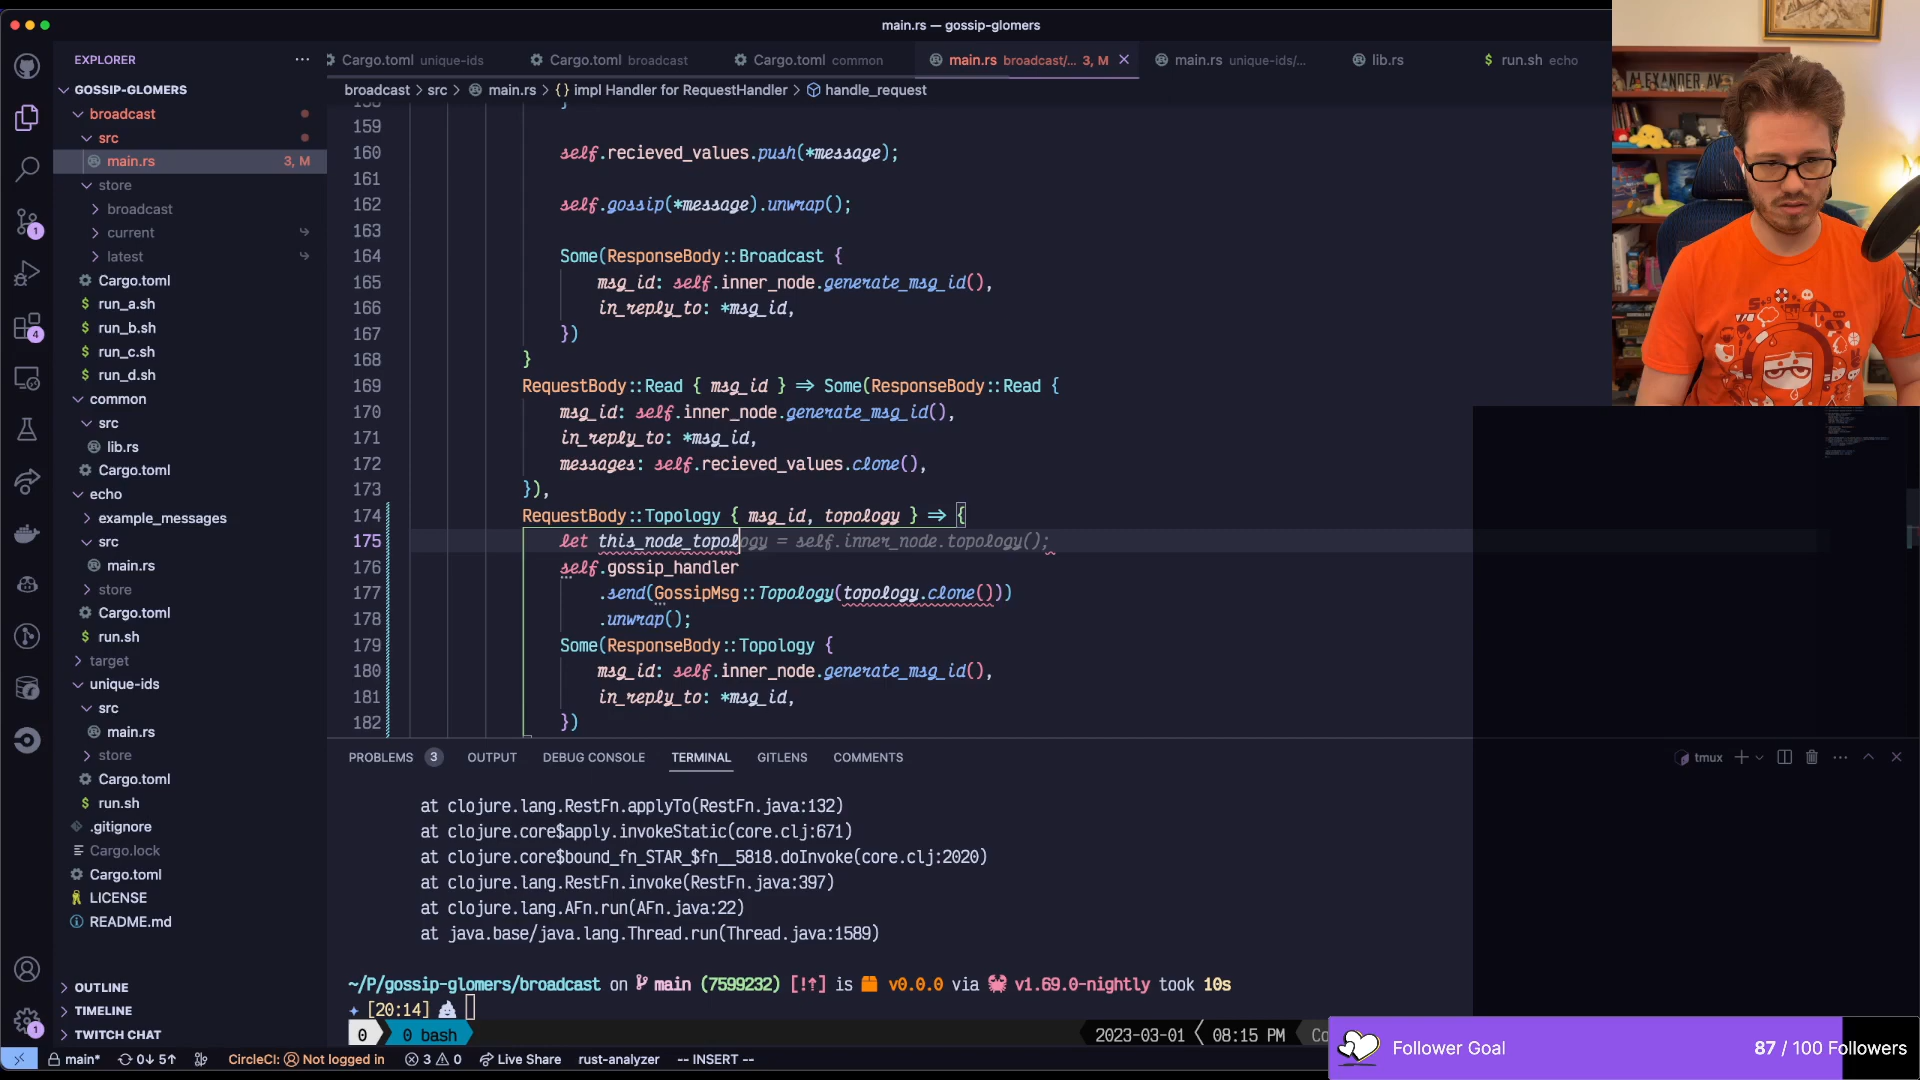 main.rs — gossip-glomers
EXPLORER
Cargo.toml unique-ids
Cargo.toml broadcast
Cargo.toml common
main.rs broadcast/... 3, M
main.rs unique-ids/...
lib.rs
run.sh echo
broadcast > src > main.rs > {} impl Handler for RequestHandler > handle_request
GOSSIP-GLOMERS
broadcast
src
main.rs 3, M
store
broadcast
current
latest
Cargo.toml
$ run_a.sh
$ run_b.sh
$ run_c.sh
$ run_d.sh
common
src
lib.rs
Cargo.toml
echo
example_messages
src
main.rs
store
Cargo.toml
$ run.sh
target
unique-ids
src
main.rs
store
Cargo.toml
$ run.sh
.gitignore
Cargo.lock
Cargo.toml
LICENSE
README.md
OUTLINE
TIMELINE
TWITCH CHAT
1
4
1
159
160 self.recieved_values.push(*message);
161
162 self.gossip(*message).unwrap();
163
164 Some(ResponseBody::Broadcast {
165 msg_id: self.inner_node.generate_msg_id(),
166 in_reply_to: *msg_id,
167 })
168 }
169 RequestBody::Read { msg_id } => Some(ResponseBody::Read {
170 msg_id: self.inner_node.generate_msg_id(),
171 in_reply_to: *msg_id,
172 messages: self.recieved_values.clone(),
173 }),
174 RequestBody::Topology { msg_id, topology } => {
175 let this_node_topology = self.inner_node.topology();
176 self.gossip_handler
177 .send(GossipMsg::Topology(topology.clone()))
178 .unwrap();
179 Some(ResponseBody::Topology {
180 msg_id: self.inner_node.generate_msg_id(),
181 in_reply_to: *msg_id,
182 })
PROBLEMS 3 OUTPUT DEBUG CONSOLE TERMINAL GITLENS COMMENTS
tmux
at clojure.lang.RestFn.applyTo(RestFn.java:132)
at clojure.core$apply.invokeStatic(core.clj:671)
at clojure.core$bound_fn_STAR_$fn__5818.doInvoke(core.clj:2020)
at clojure.lang.RestFn.invoke(RestFn.java:397)
at clojure.lang.AFn.run(AFn.java:22)
at java.base/java.lang.Thread.run(Thread.java:1589)
~/P/gossip-glomers/broadcast on main (7599232) [!↑] is v0.0.0 via v1.69.0-nightly took 10s
[20:14]
0 0 bash 2023-03-01 08:15 PM Co
main* 0↓ 5↑ CircleCI: Not logged in 3 0 Live Share rust-analyzer -- INSERT --
Follower Goal 87 / 100 Followers